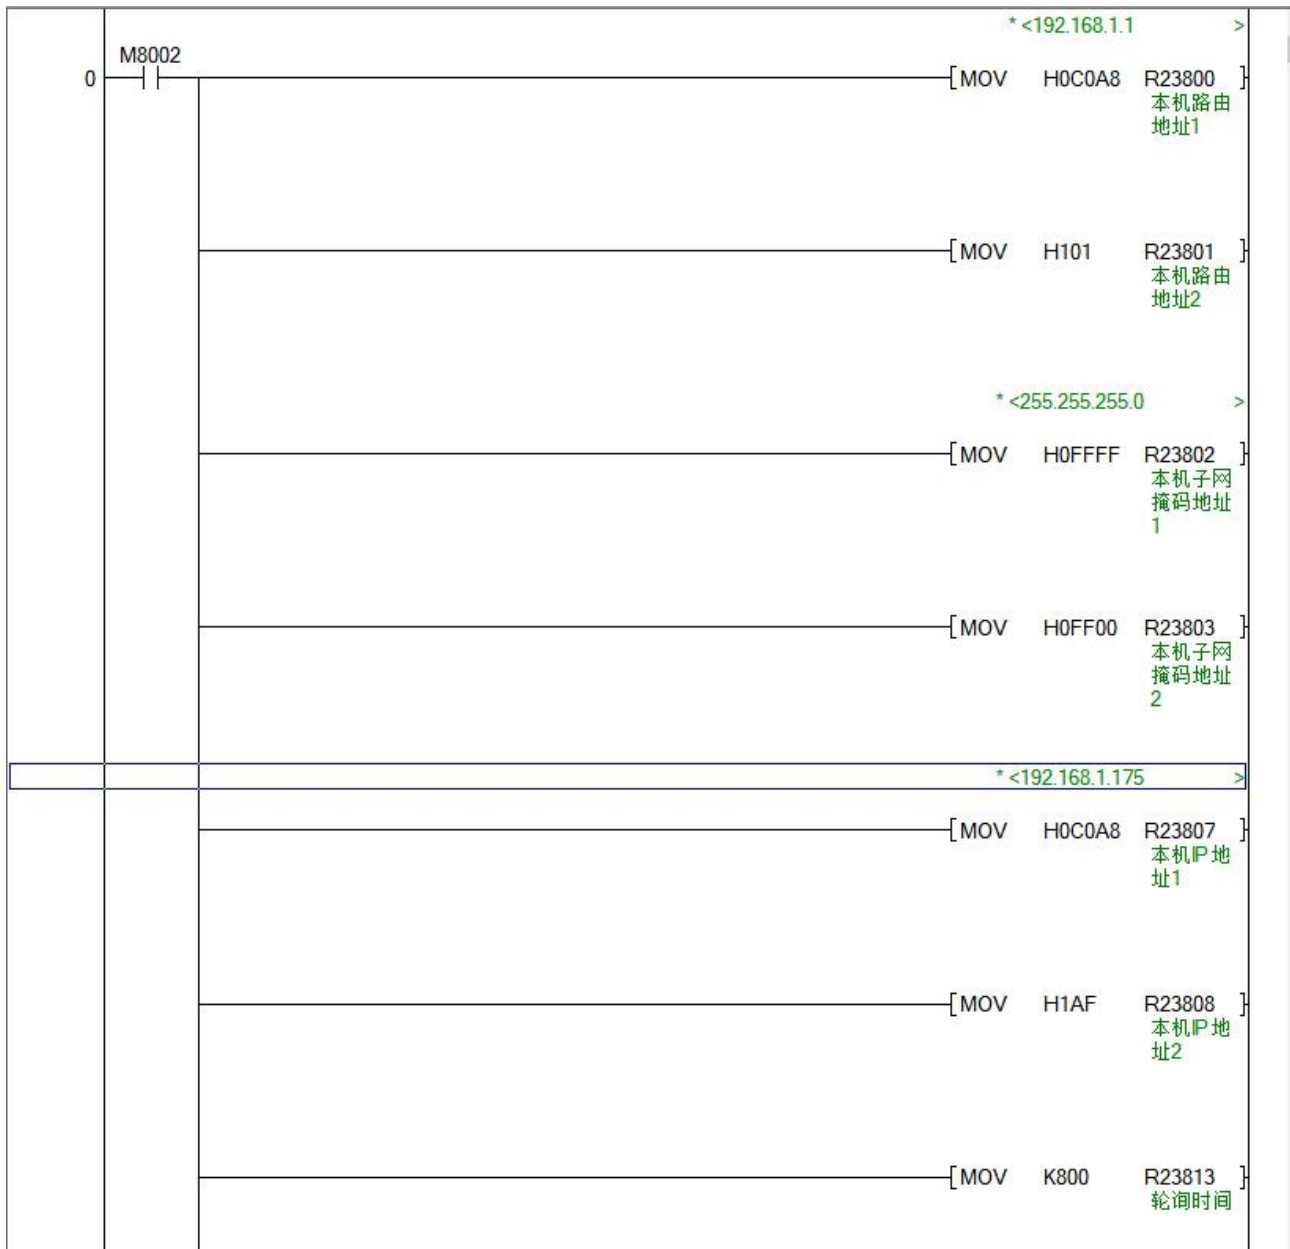 * <192.168.1.1 >
M8002
0 [MOV H0C0A8 R23800 ]
本机路由
地址1
[MOV H101 R23801 ]
本机路由
地址2
* <255.255.255.0 >
[MOV H0FFFF R23802 ]
本机子网
掩码地址
1
[MOV H0FF00 R23803 ]
本机子网
掩码地址
2
* <192.168.1.175 >
[MOV H0C0A8 R23807 ]
本机IP地
址1
[MOV H1AF R23808 ]
本机IP地
址2
[MOV K800 R23813 ]
轮询时间